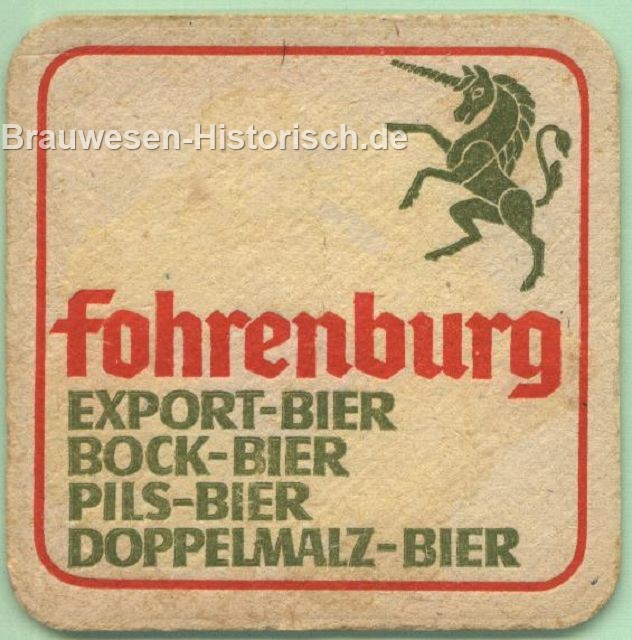 Brauwesen-Historisch.de
fohrenburg
EXPORT-BIER
BOCK-BIER
PILS-BIER
DOPPELMALZ-BIER